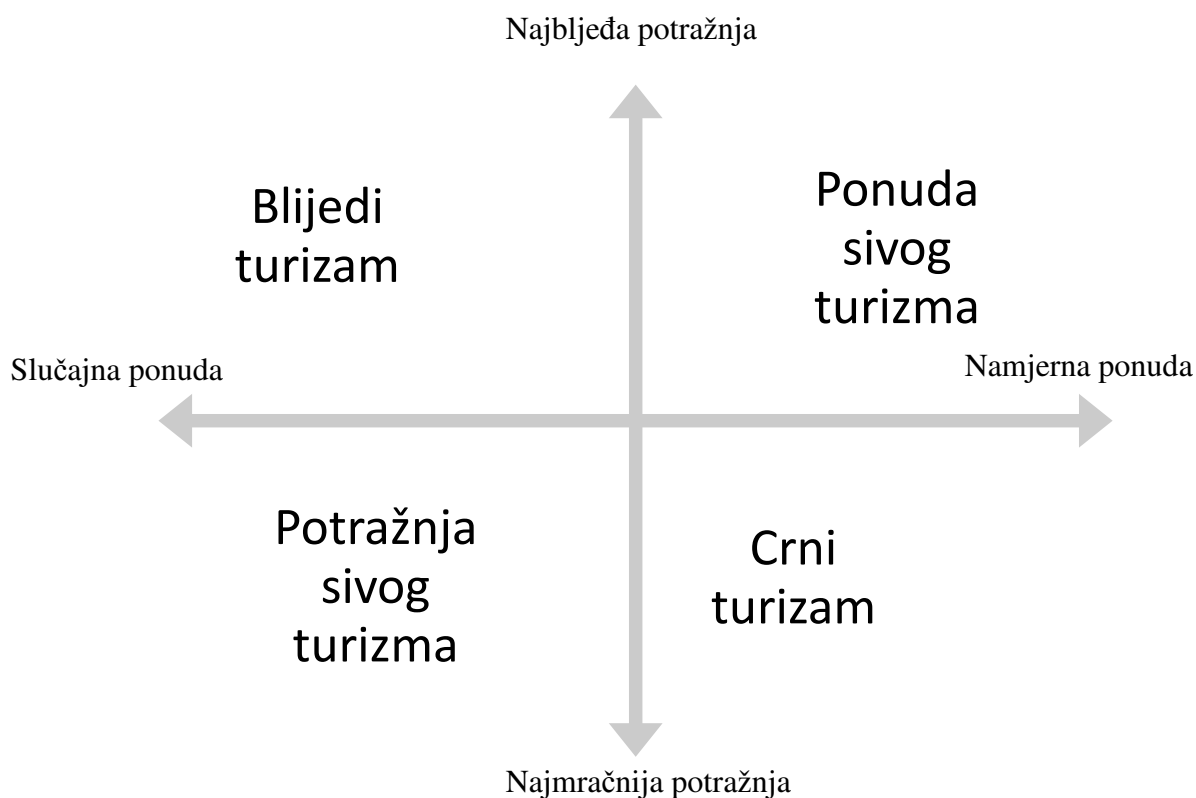 Najbljeđa potražnja
Blijedi
turizam
Ponuda
sivog
turizma
Slučajna ponuda
Namjerna ponuda
Potražnja
sivog
turizma
Crni
turizam
Najmračnija potražnja